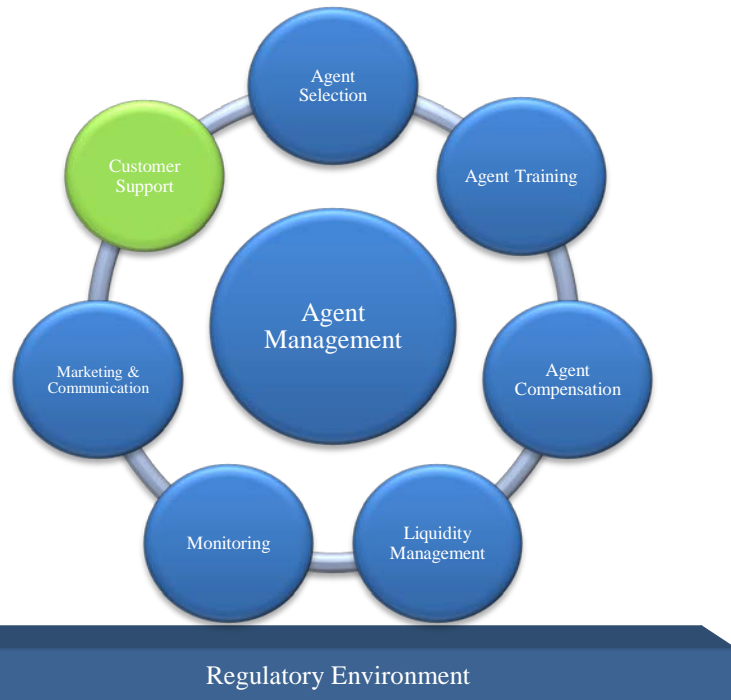 Agent
Selection
Customer
Support
Agent Training
Agent
Management
Marketing &
Communication
Agent
Compensation
Monitoring
Liquidity
Management
Regulatory Environment